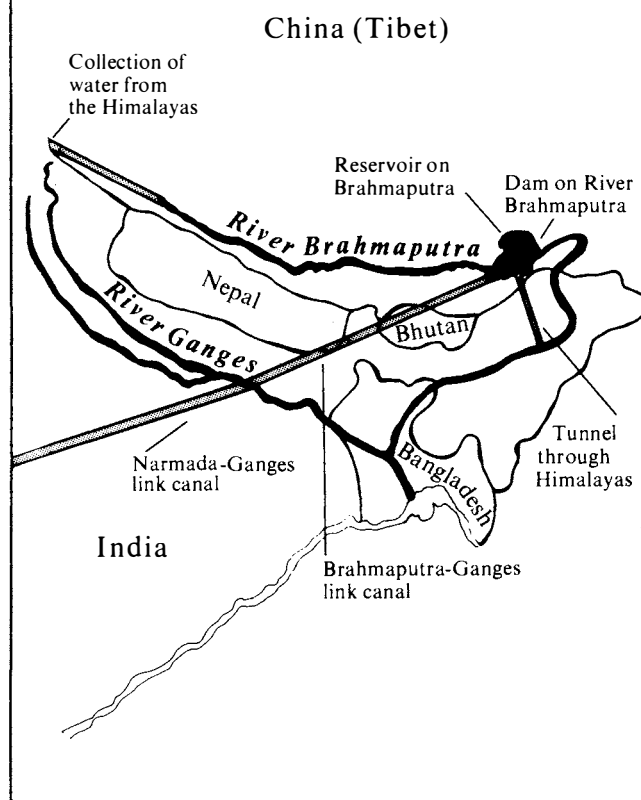 China (Tibet)
Collection of
water from
the Himalayas
Reservoir on
Brahmaputra
Dam on River
Brahmaputra
River Brahmaputra
Nepal
Bhutan
River Ganges
Narmada-Ganges
link canal
Tunnel
through
Himalayas
Bangladesh
India
Brahmaputra-Ganges
link canal